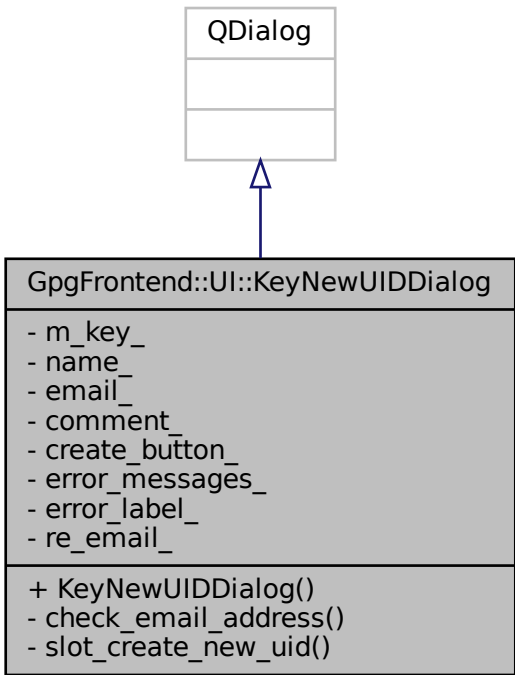 QDialog
GpgFrontend::UI::KeyNewUIDDialog
- m_key_
- name_
- email_
- comment_
- create_button_
- error_messages_
- error_label_
- re_email_
+ KeyNewUIDDialog()
- check_email_address()
- slot_create_new_uid()